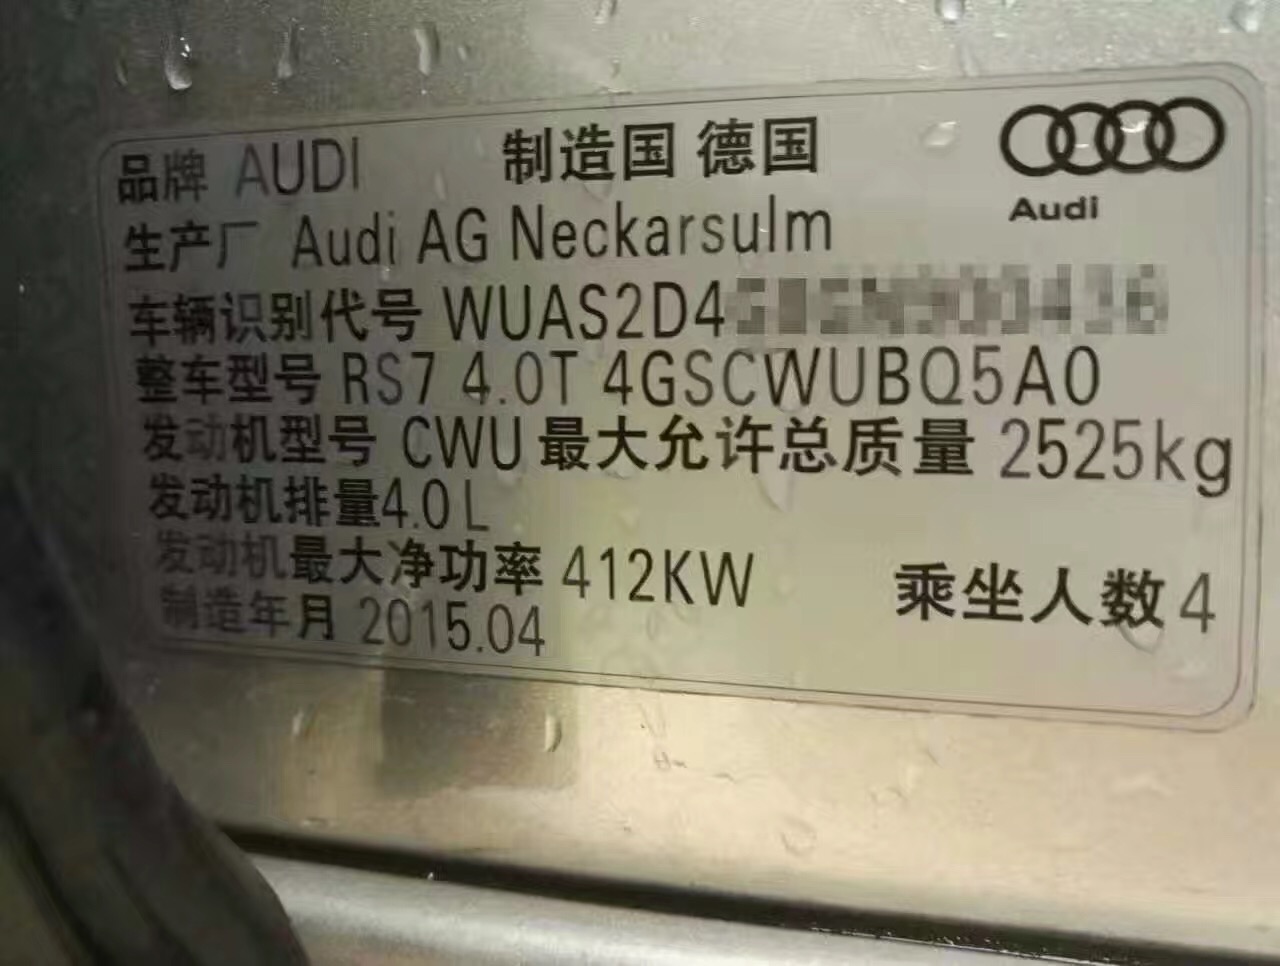 品牌 AUDI 制造国 德国
Audi
生产厂 Audi AG Neckarsulm
车辆识别代号 WUAS2D4
整车型号 RS7 4.0T 4GSCWUBQ5A0
发动机型号 CWU 最大允许总质量 2525kg
发动机排量4.0L
发动机最大净功率 412KW 乘坐人数4
制造年月 2015.04